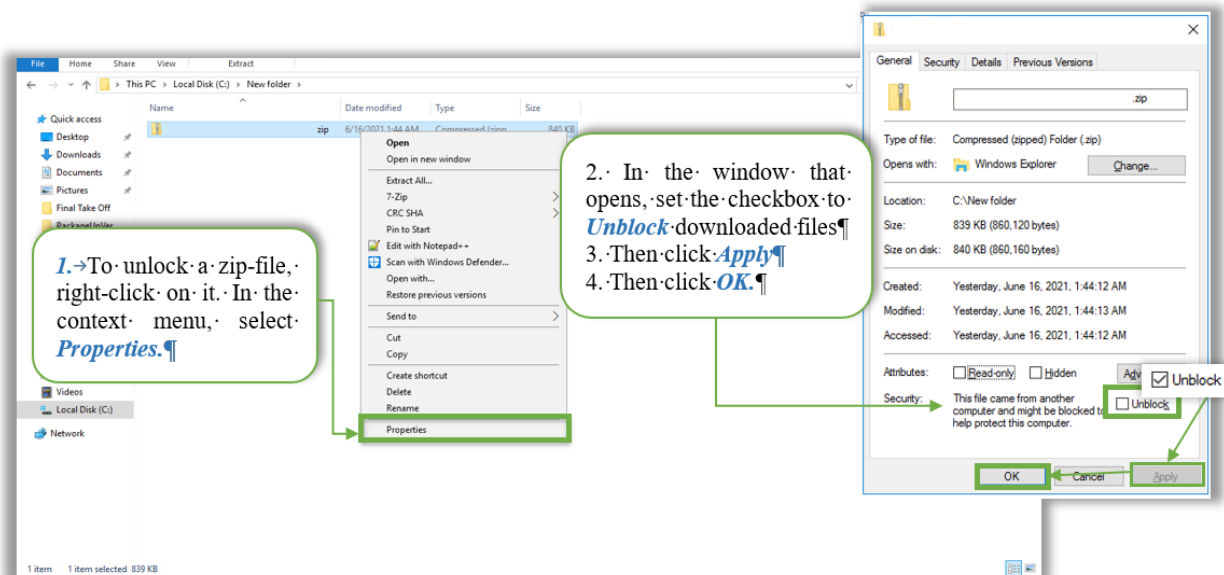 File Home Share View Extract
This PC > Local Disk (C:) > New folder >
Name Date modified Type Size
Quick access
zip 6/16/2021 1:44 AM Compressed (zipp... 840 KB
Desktop
Downloads
Documents
Pictures
Final Take Off
Videos
Local Disk (C:)
Network
1 item 1 item selected 839 KB
1.→To·unlock·a·zip-file,·
right-click·on·it.·In·the·
context·menu,·select·
Properties.¶
Open
Open in new window
Extract All...
7-Zip >
CRC SHA >
Pin to Start
Edit with Notepad++
Scan with Windows Defender...
Open with...
Restore previous versions
Send to >
Cut
Copy
Create shortcut
Delete
Rename
Properties
2.·In·the·window·that·
opens,·set·the·checkbox·to·
Unblock·downloaded·files¶
3.·Then·click·Apply¶
4.·Then·click·OK.¶
General Security Details Previous Versions
.zip
Type of file: Compressed (zipped) Folder (.zip)
Opens with: Windows Explorer Change...
Location: C:\New folder
Size: 839 KB (860,120 bytes)
Size on disk: 840 KB (860,160 bytes)
Created: Yesterday, June 16, 2021, 1:44:12 AM
Modified: Yesterday, June 16, 2021, 1:44:13 AM
Accessed: Yesterday, June 16, 2021, 1:44:12 AM
Attributes: Read-only Hidden
Unblock
Security: This file came from another
computer and might be blocked to
help protect this computer.
Unblock
OK Cancel Apply